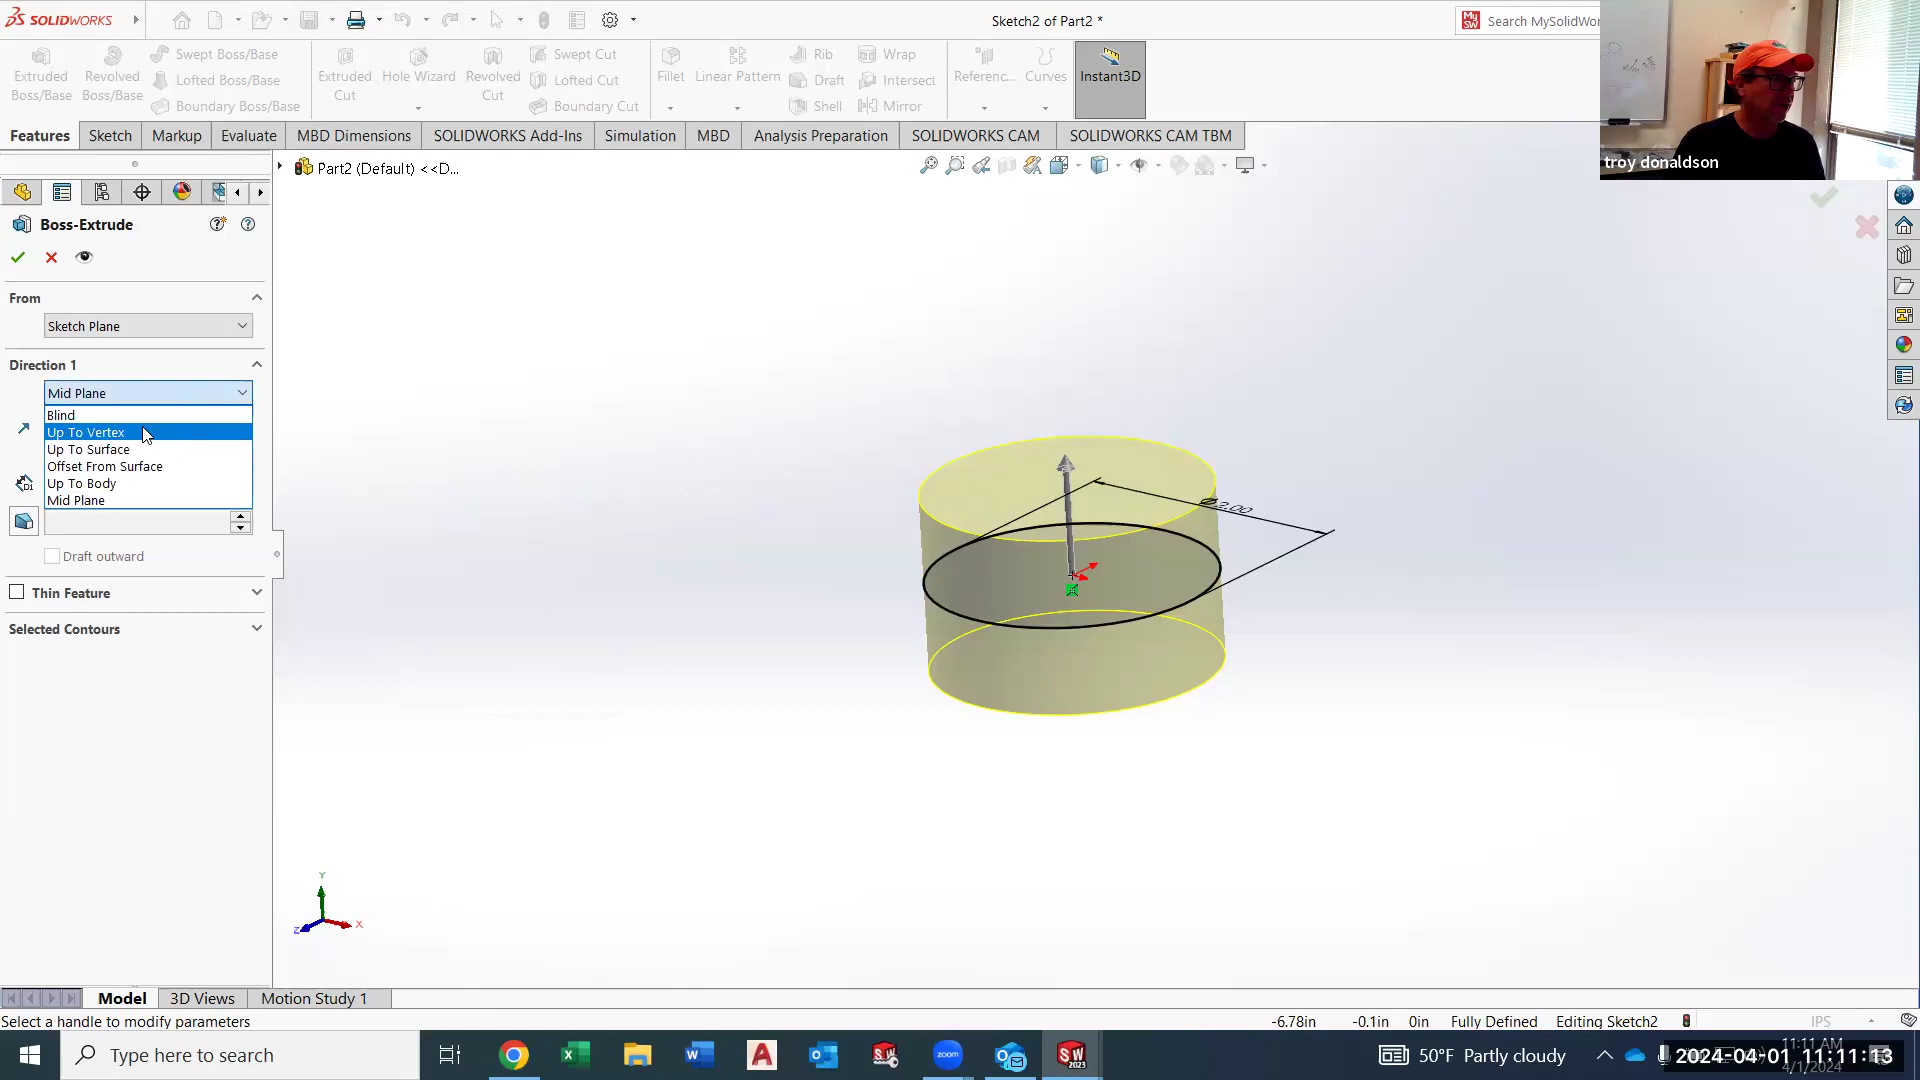 SOLIDWORKS
Sketch2 of Part2 *
Search MySolidWor
Extruded Boss/Base
Revolved Boss/Base
Swept Boss/Base
Lofted Boss/Base
Boundary Boss/Base
Extruded Cut
Hole Wizard
Revolved Cut
Swept Cut
Lofted Cut
Boundary Cut
Fillet
Linear Pattern
Rib
Draft
Shell
Wrap
Intersect
Mirror
Referenc...
Curves
Instant3D
troy donaldson
Features
Sketch
Markup
Evaluate
MBD Dimensions
SOLIDWORKS Add-Ins
Simulation
MBD
Analysis Preparation
SOLIDWORKS CAM
SOLIDWORKS CAM TBM
Part2 (Default) <<D...
Boss-Extrude
From
Sketch Plane
Direction 1
Mid Plane
Blind
Up To Vertex
Up To Surface
Offset From Surface
Up To Body
Mid Plane
Draft outward
Thin Feature
Selected Contours
Ø2.00
Y
X
Z
Model
3D Views
Motion Study 1
Select a handle to modify parameters
-6.78in
-0.1in
0in
Fully Defined
Editing Sketch2
IPS
Type here to search
50°F Partly cloudy
11:11 AM
2024-04-01 11:11:13
4/1/2024